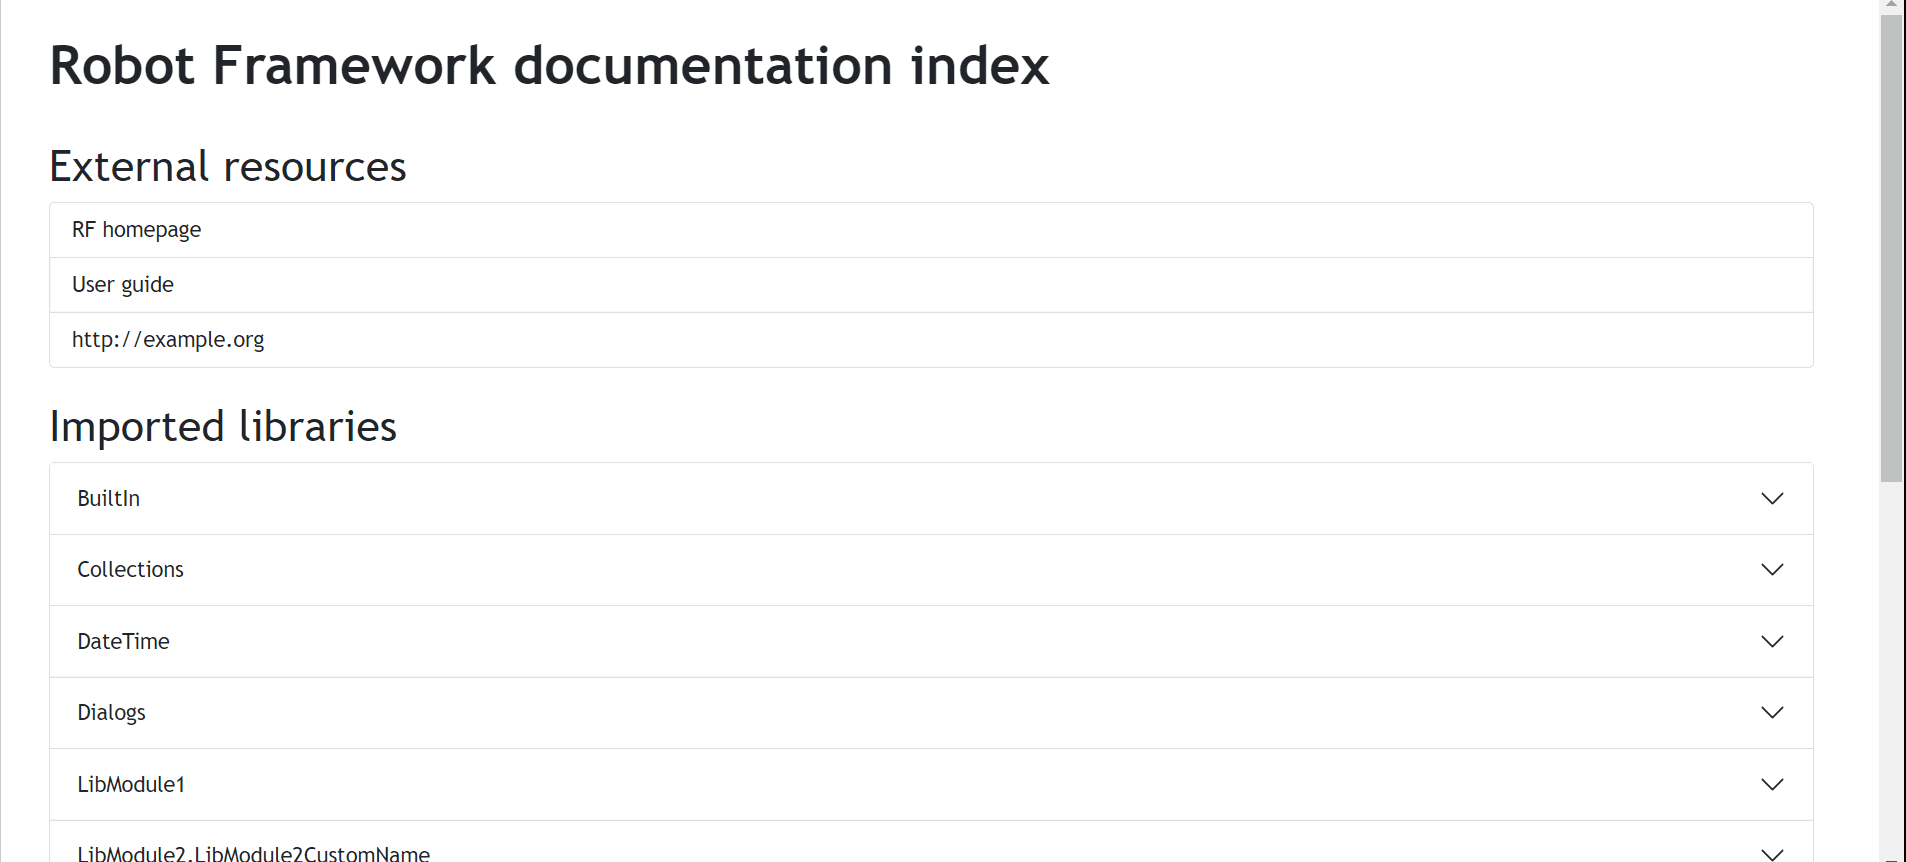 Robot Framework documentation index
External resources
RF homepage
User guide
http://example.org
Imported libraries
BuiltIn
Collections
DateTime
Dialogs
LibModule1
LibModule2.LibModule2CustomName